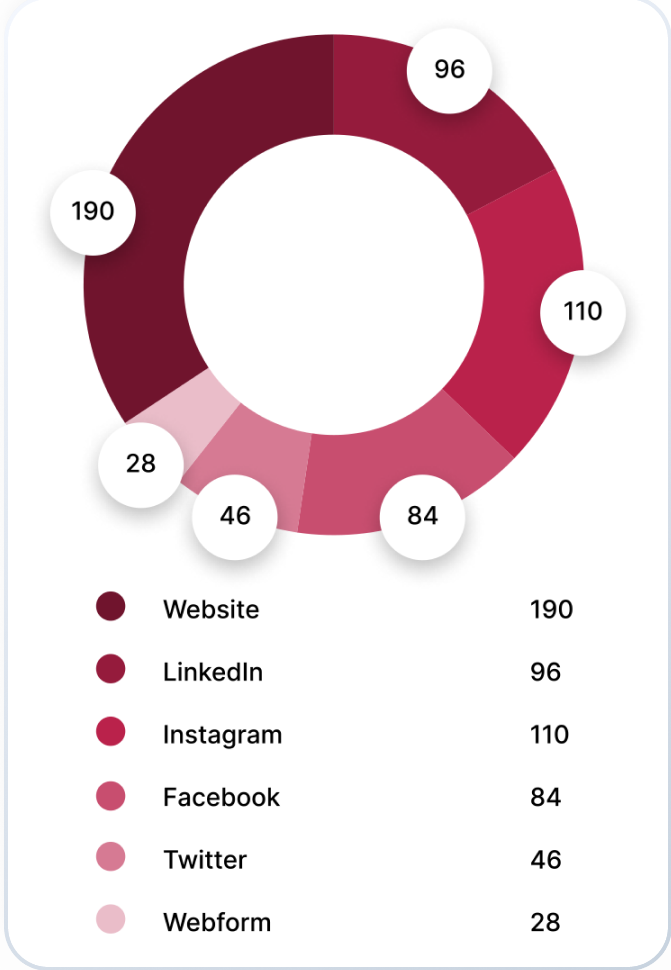 96
190
110
28
46
84
Website 190
LinkedIn 96
Instagram 110
Facebook 84
Twitter 46
Webform 28